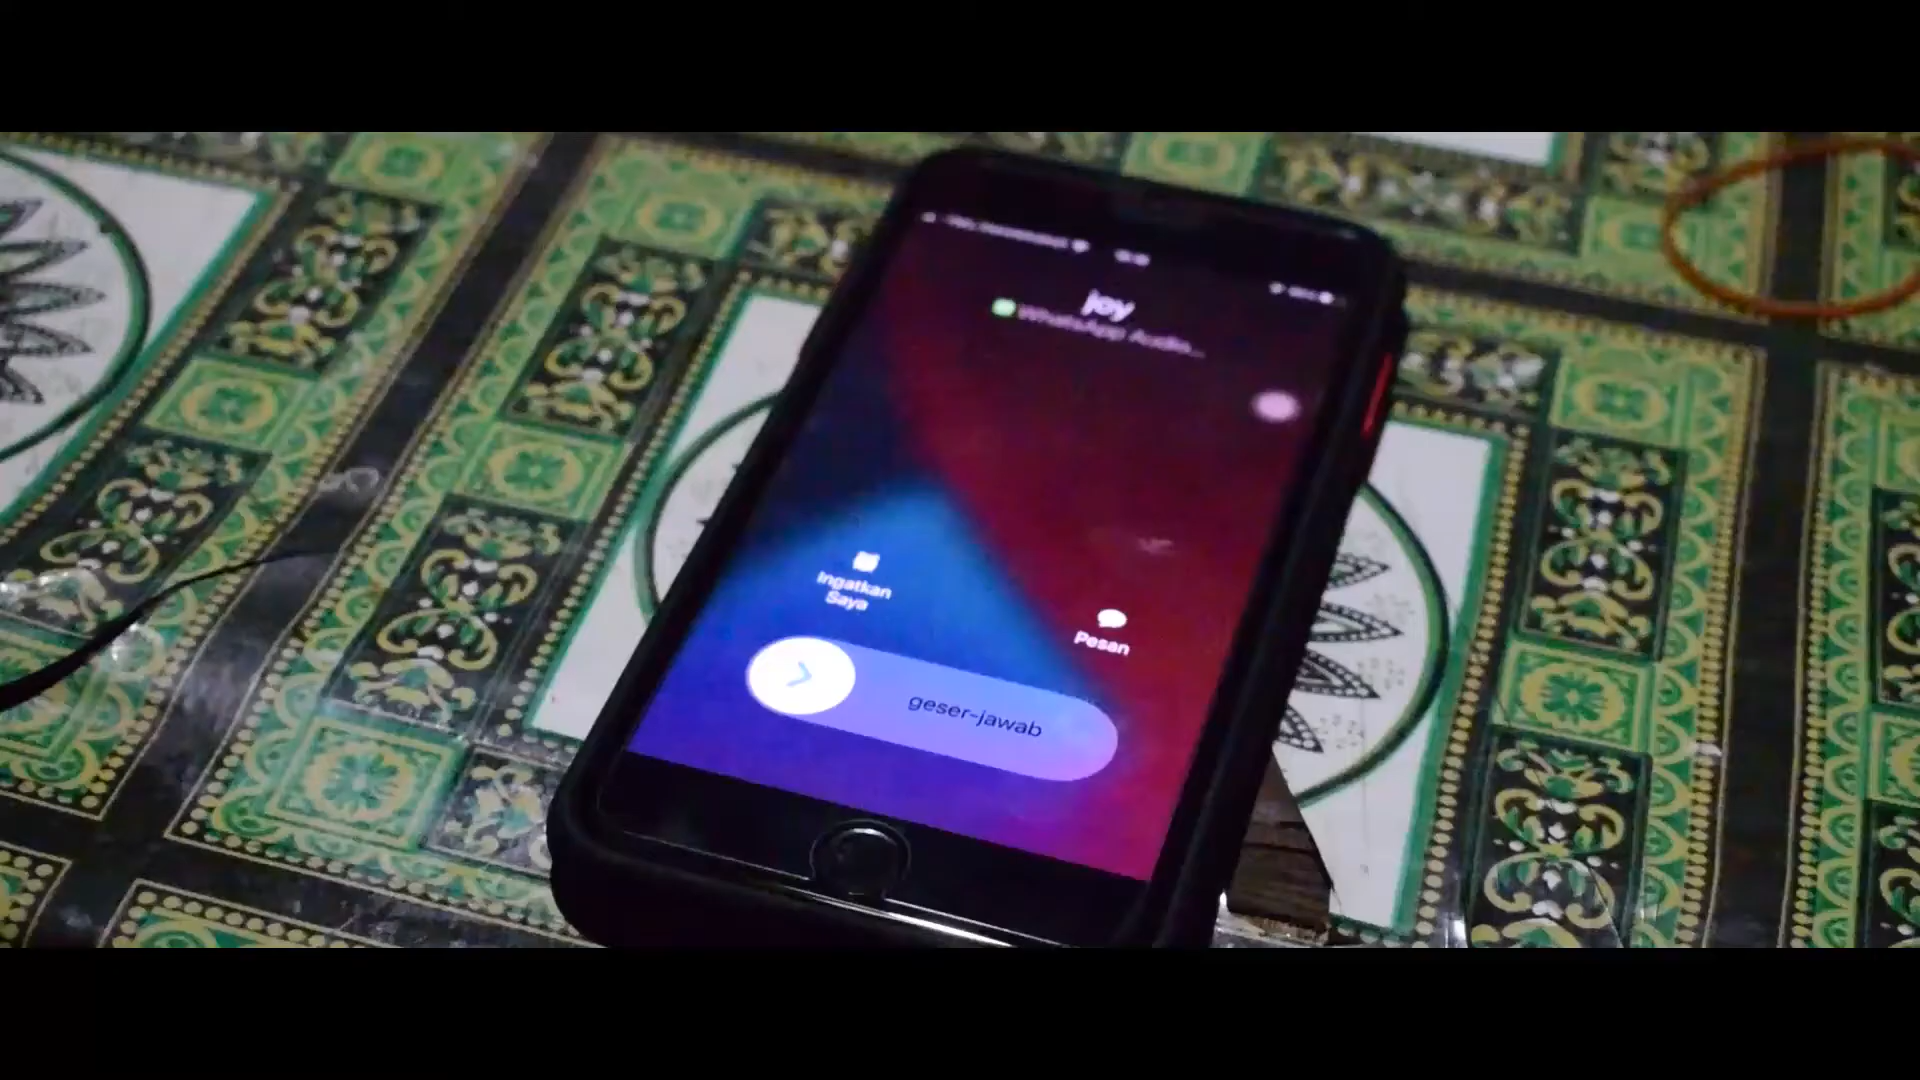 joy
WhatsApp Audio...
Ingatkan
Saya
Pesan
geser-jawab